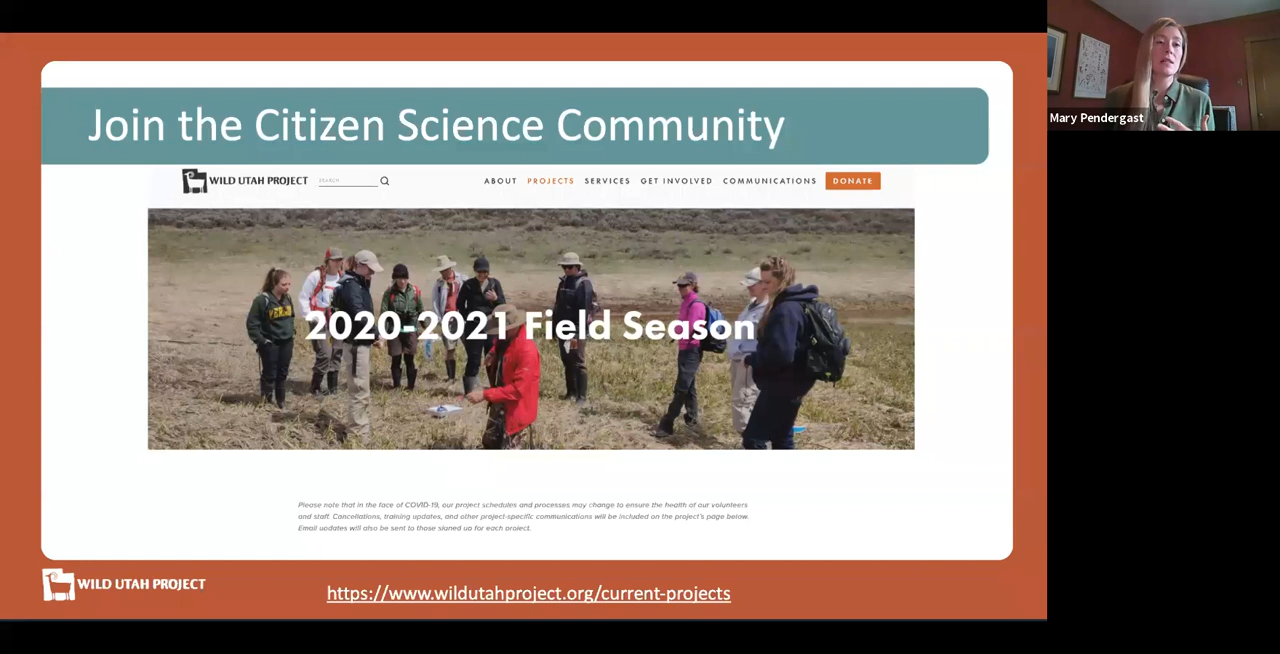 Join the Citizen Science Community
Mary Pendergast
WILD UTAH PROJECT
SEARCH
ABOUT PROJECTS SERVICES GET INVOLVED COMMUNICATIONS DONATE
2020-2021 Field Season
Please note that in the face of COVID-19, our project schedules and processes may change to ensure the health of our volunteers
and staff. Cancellations, training updates, and other project-specific communications will be included on the project's page below.
Email updates will also be sent to those signed up for each project.
WILD UTAH PROJECT
https://www.wildutahproject.org/current-projects